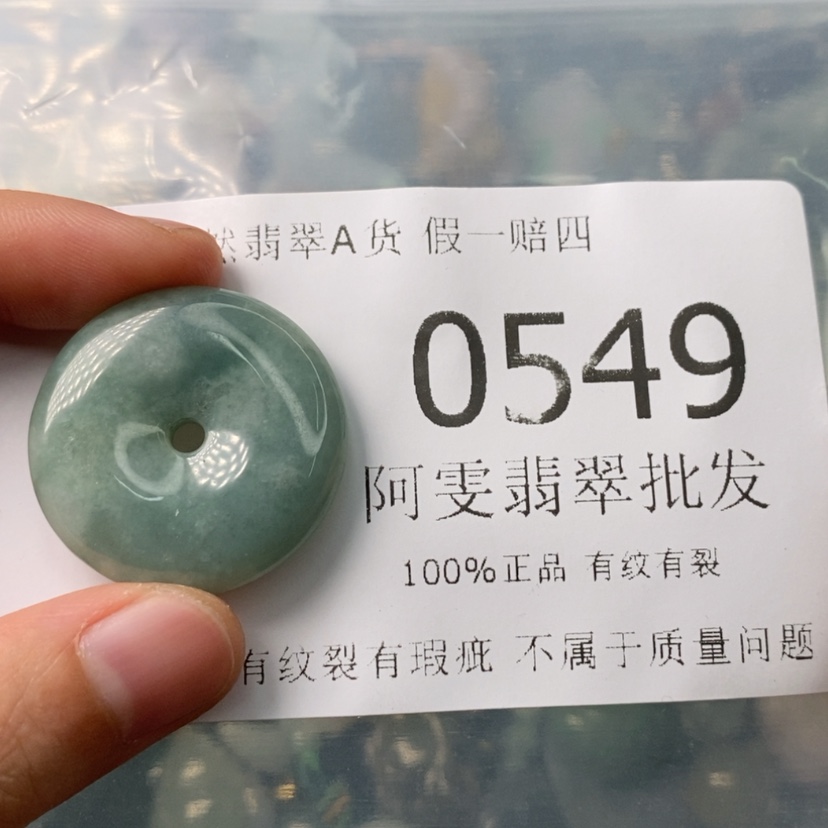 然翡翠A货 假一赔四
0549
阿雯翡翠批发
100%正品 有纹有裂
有纹裂有瑕疵 不属于质量问题